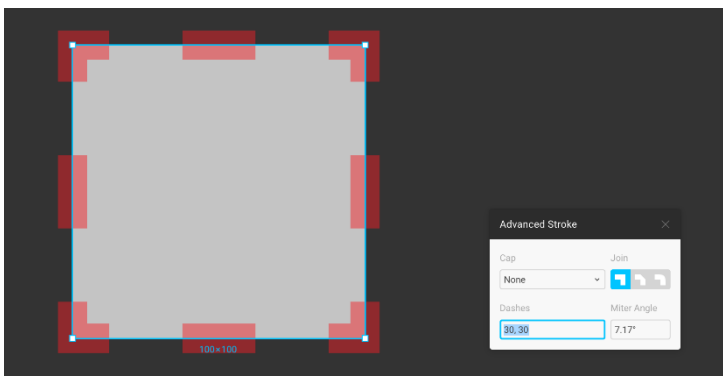 Advanced Stroke
Cap
Join
None
Dashes
Miter Angle
30, 30
7.17°
100×100